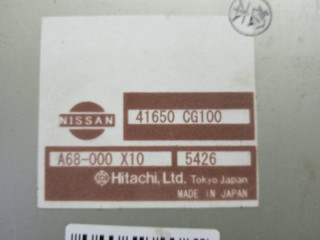 NISSAN
41650 CG100
A68-000 X10
5426
Hitachi, Ltd. Tokyo Japan
MADE IN JAPAN